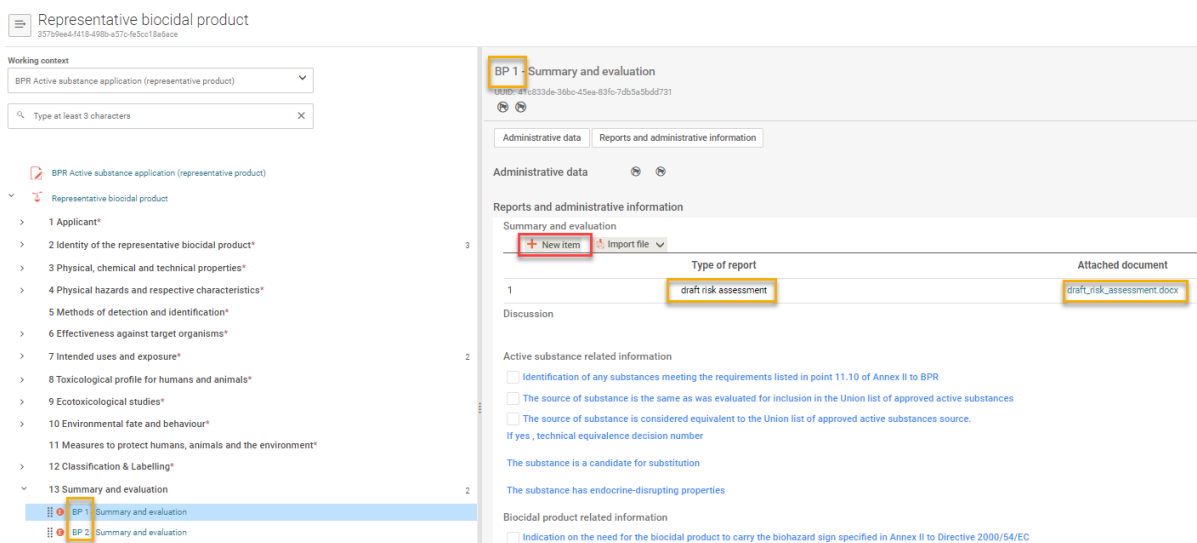 Representative biocidal product
357b9ee4-f418-498b-a57c-fe5cc18a6ace
Working context
BPR Active substance application (representative product)
Type at least 3 characters
BPR Active substance application (representative product)
Representative biocidal product
1 Applicant*
2 Identity of the representative biocidal product* 3
3 Physical, chemical and technical properties*
4 Physical hazards and respective characteristics*
5 Methods of detection and identification*
6 Effectiveness against target organisms*
7 Intended uses and exposure* 2
8 Toxicological profile for humans and animals*
9 Ecotoxicological studies*
10 Environmental fate and behaviour*
11 Measures to protect humans, animals and the environment*
12 Classification & Labelling*
13 Summary and evaluation 2
BP 1 Summary and evaluation
BP 2 Summary and evaluation
BP 1 - Summary and evaluation
UUID: 41c833de-36bc-45ea-83fc-7db5a5bdd731
Administrative data Reports and administrative information
Administrative data
Reports and administrative information
Summary and evaluation
+ New item Import file
Type of report Attached document
1 draft risk assessment draft_risk_assessment.docx
Discussion
Active substance related information
Identification of any substances meeting the requirements listed in point 11.10 of Annex II to BPR
The source of substance is the same as was evaluated for inclusion in the Union list of approved active substances
The source of substance is considered equivalent to the Union list of approved active substances source.
If yes , technical equivalence decision number
The substance is a candidate for substitution
The substance has endocrine-disrupting properties
Biocidal product related information
Indication on the need for the biocidal product to carry the biohazard sign specified in Annex II to Directive 2000/54/EC